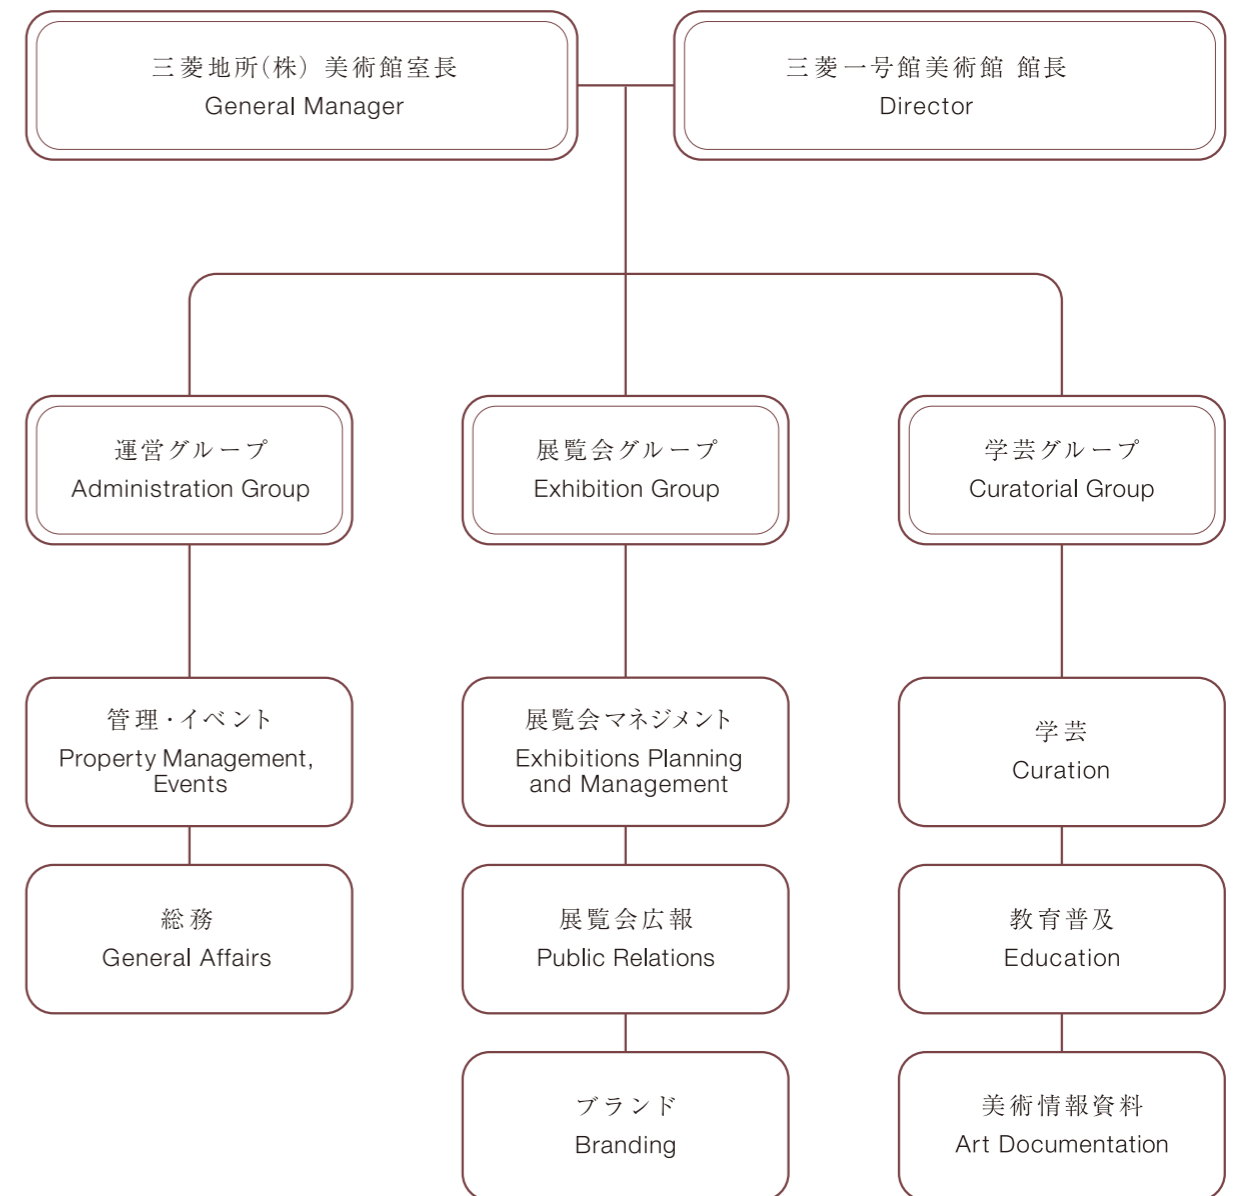 三菱地所(株) 美術館室長
General Manager
三菱一号館美術館 館長
Director
運営グループ
Administration Group
展覧会グループ
Exhibition Group
学芸グループ
Curatorial Group
管理・イベント
Property Management,
Events
展覧会マネジメント
Exhibitions Planning
and Management
学芸
Curation
総務
General Affairs
展覧会広報
Public Relations
教育普及
Education
ブランド
Branding
美術情報資料
Art Documentation